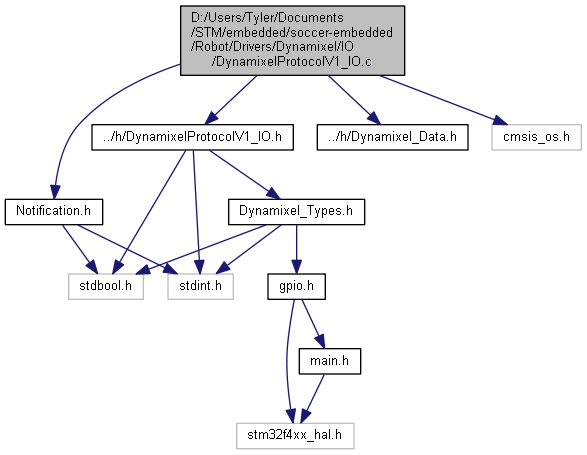 D:/Users/Tyler/Documents
/STM/embedded/soccer-embedded
/Robot/Drivers/Dynamixel/IO
/DynamixelProtocolV1_IO.c
../h/DynamixelProtocolV1_IO.h
../h/Dynamixel_Data.h
cmsis_os.h
Notification.h
Dynamixel_Types.h
stdbool.h
stdint.h
gpio.h
main.h
stm32f4xx_hal.h